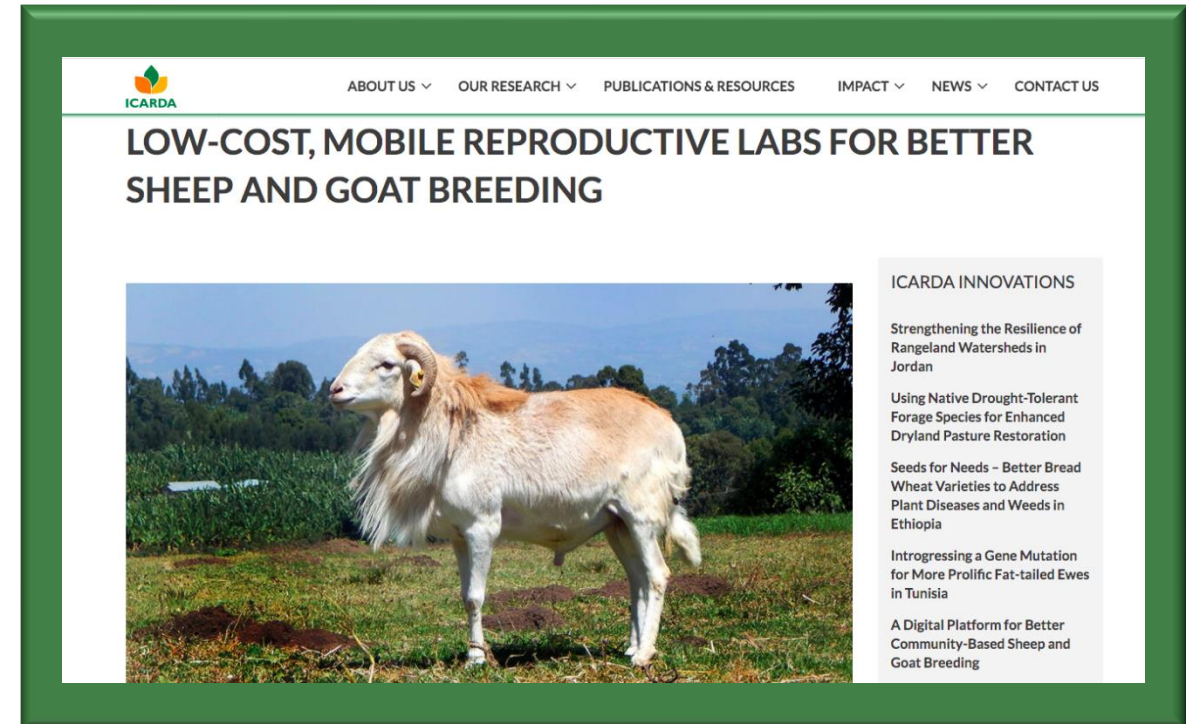 ICARDA
ABOUT US
OUR RESEARCH
PUBLICATIONS & RESOURCES
IMPACT
NEWS
CONTACT US
LOW-COST, MOBILE REPRODUCTIVE LABS FOR BETTER
SHEEP AND GOAT BREEDING
ICARDA INNOVATIONS
Strengthening the Resilience of
Rangeland Watersheds in
Jordan
Using Native Drought-Tolerant
Forage Species for Enhanced
Dryland Pasture Restoration
Seeds for Needs – Better Bread
Wheat Varieties to Address
Plant Diseases and Weeds in
Ethiopia
Introgressing a Gene Mutation
for More Prolific Fat-tailed Ewes
in Tunisia
A Digital Platform for Better
Community-Based Sheep and
Goat Breeding